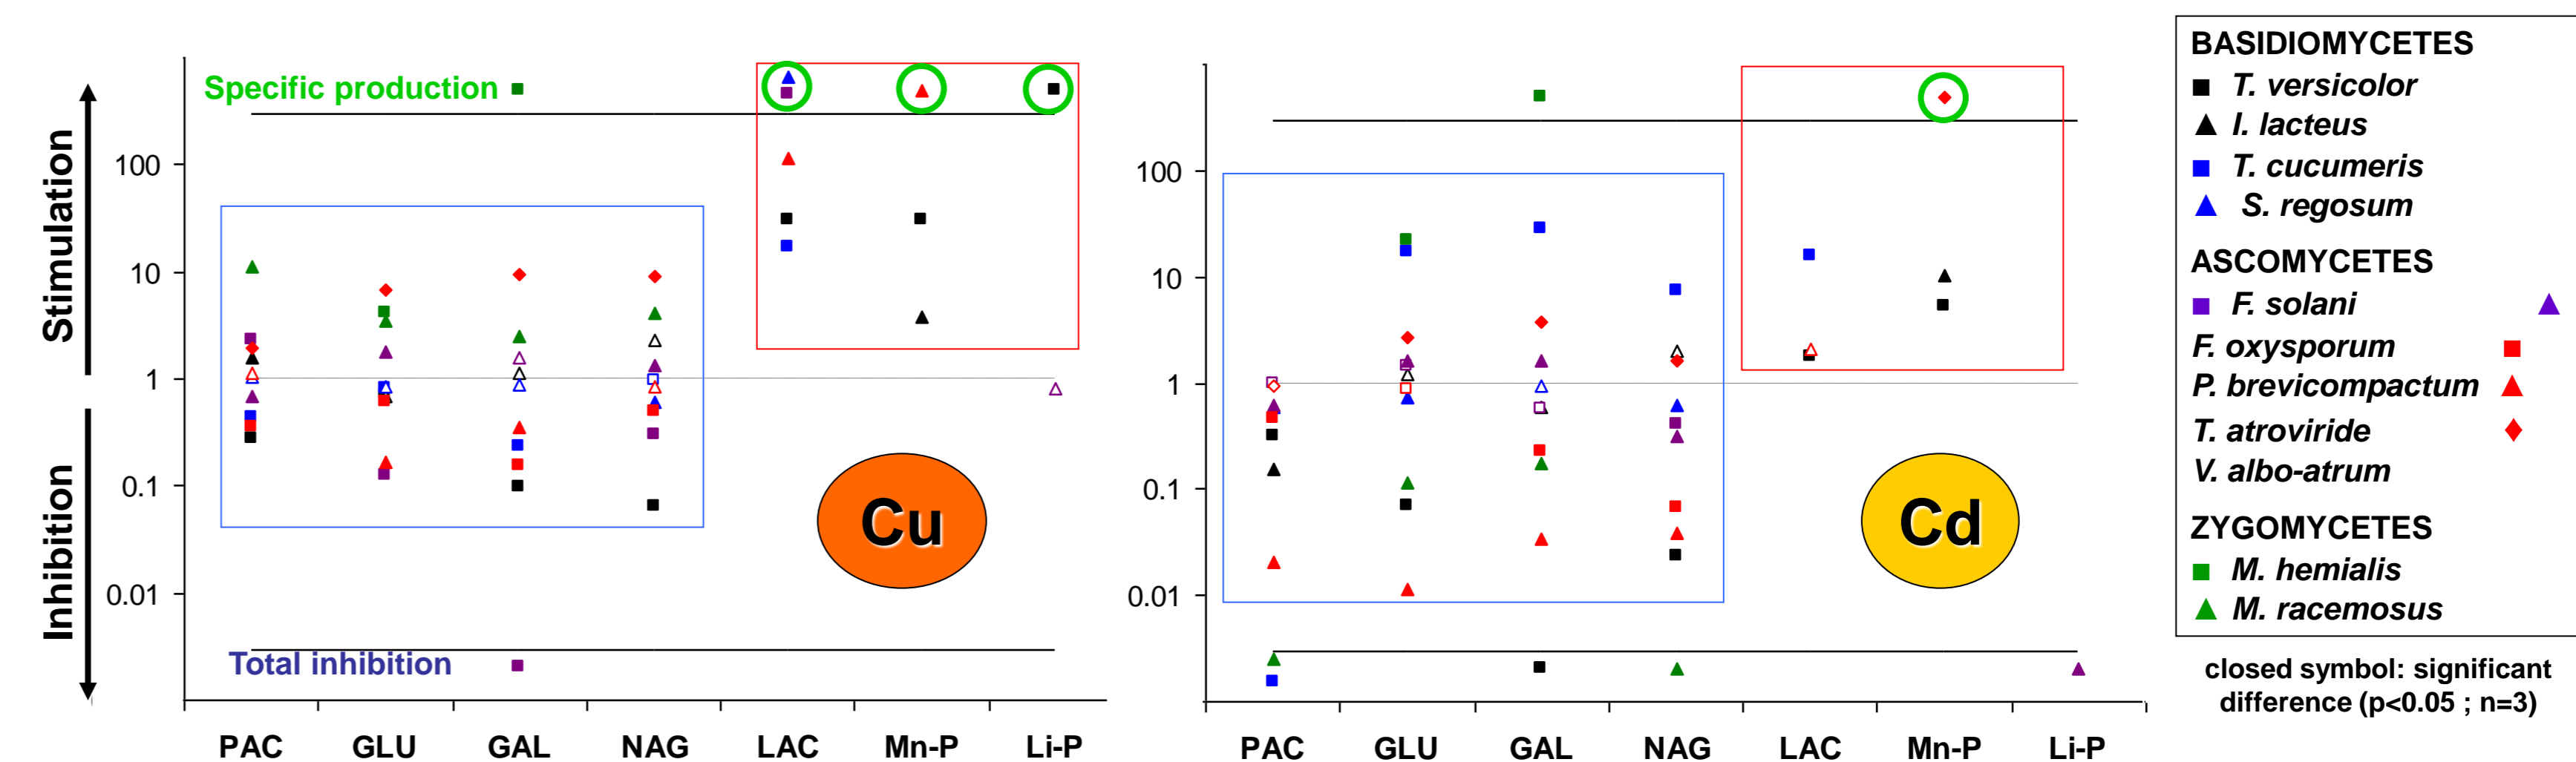 Stimulation
Inhibition
Specific production
100
10
1
0.1
0.01
Total inhibition
Cu
PAC GLU GAL NAG LAC Mn-P Li-P
100
10
1
0.1
0.01
Cd
PAC GLU GAL NAG LAC Mn-P Li-P
BASIDIOMYCETES
T. versicolor
I. lacteus
T. cucumeris
S. regosum
ASCOMYCETES
F. solani
F. oxysporum
P. brevicompactum
T. atroviride
V. albo-atrum
ZYGOMYCETES
M. hemialis
M. racemosus
closed symbol: significant
difference (p<0.05 ; n=3)